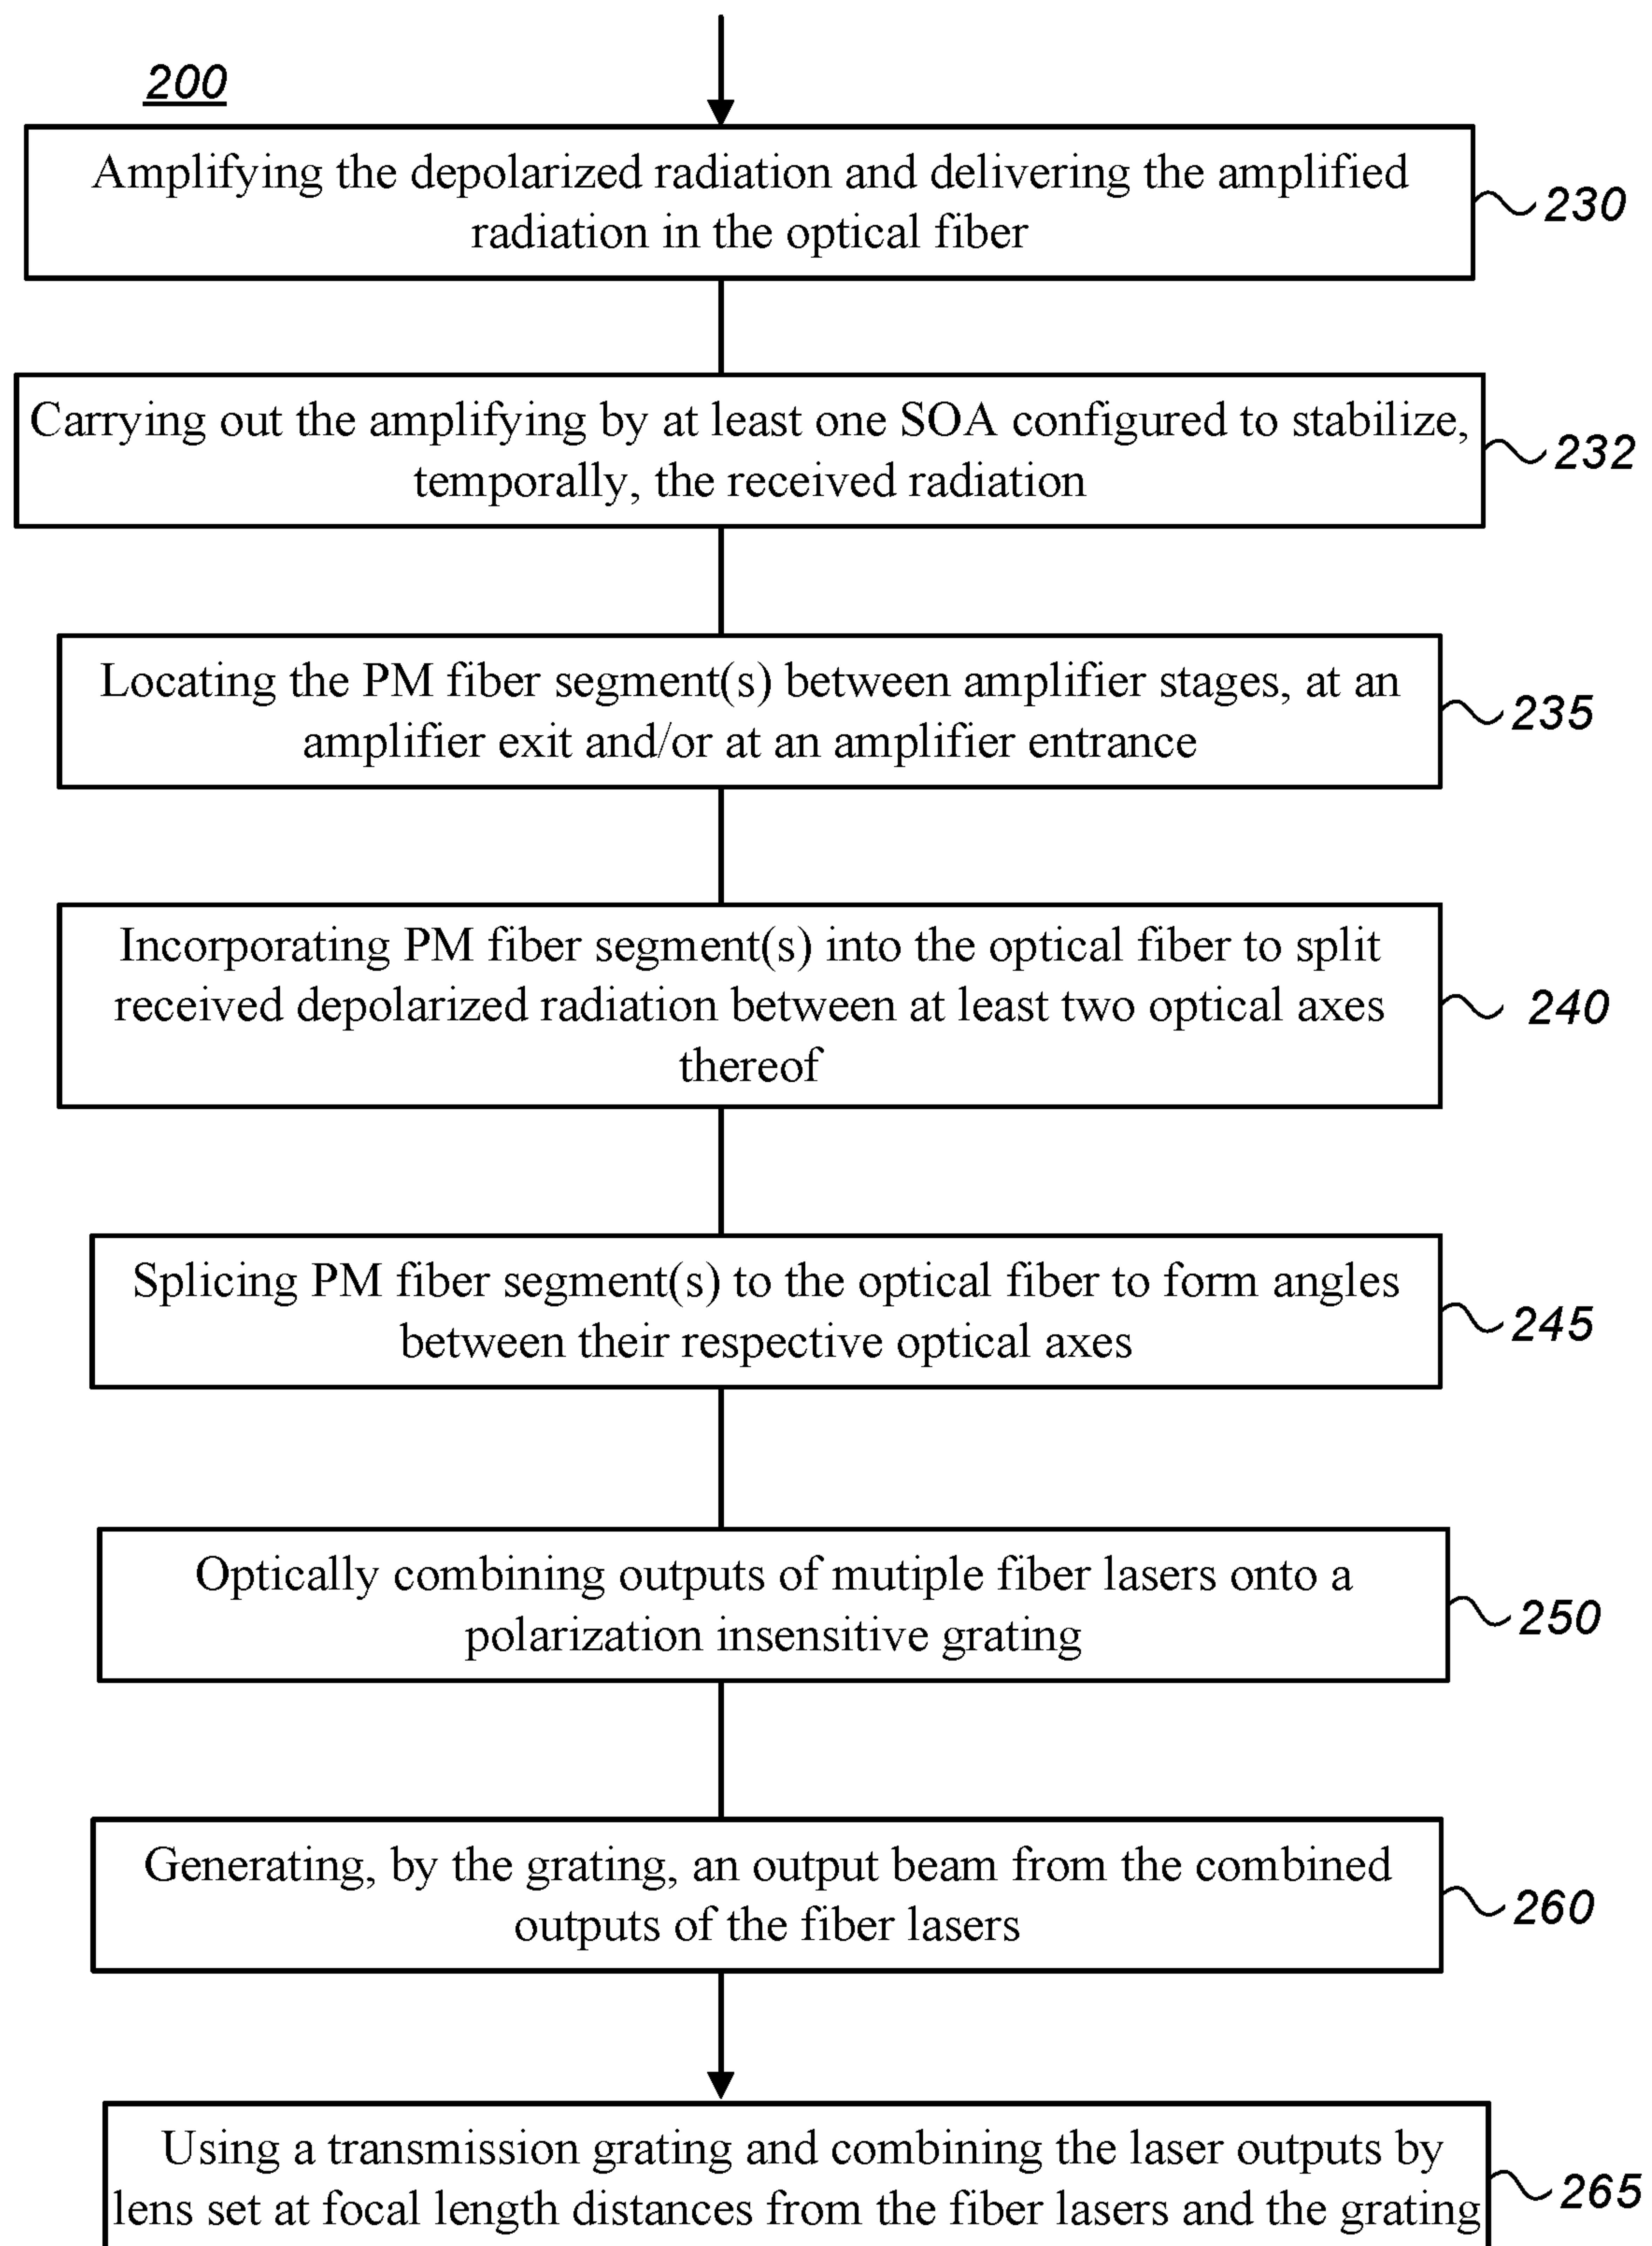 200
Amplifying the depolarized radiation and delivering the amplified
radiation in the optical fiber
230
Carrying out the amplifying by at least one SOA configured to stabilize,
temporally, the received radiation
232
Locating the PM fiber segment(s) between amplifier stages, at an
amplifier exit and/or at an amplifier entrance
235
Incorporating PM fiber segment(s) into the optical fiber to split
received depolarized radiation between at least two optical axes
thereof
240
Splicing PM fiber segment(s) to the optical fiber to form angles
between their respective optical axes
245
Optically combining outputs of mutiple fiber lasers onto a
polarization insensitive grating
250
Generating, by the grating, an output beam from the combined
outputs of the fiber lasers
260
Using a transmission grating and combining the laser outputs by
lens set at focal length distances from the fiber lasers and the grating
265